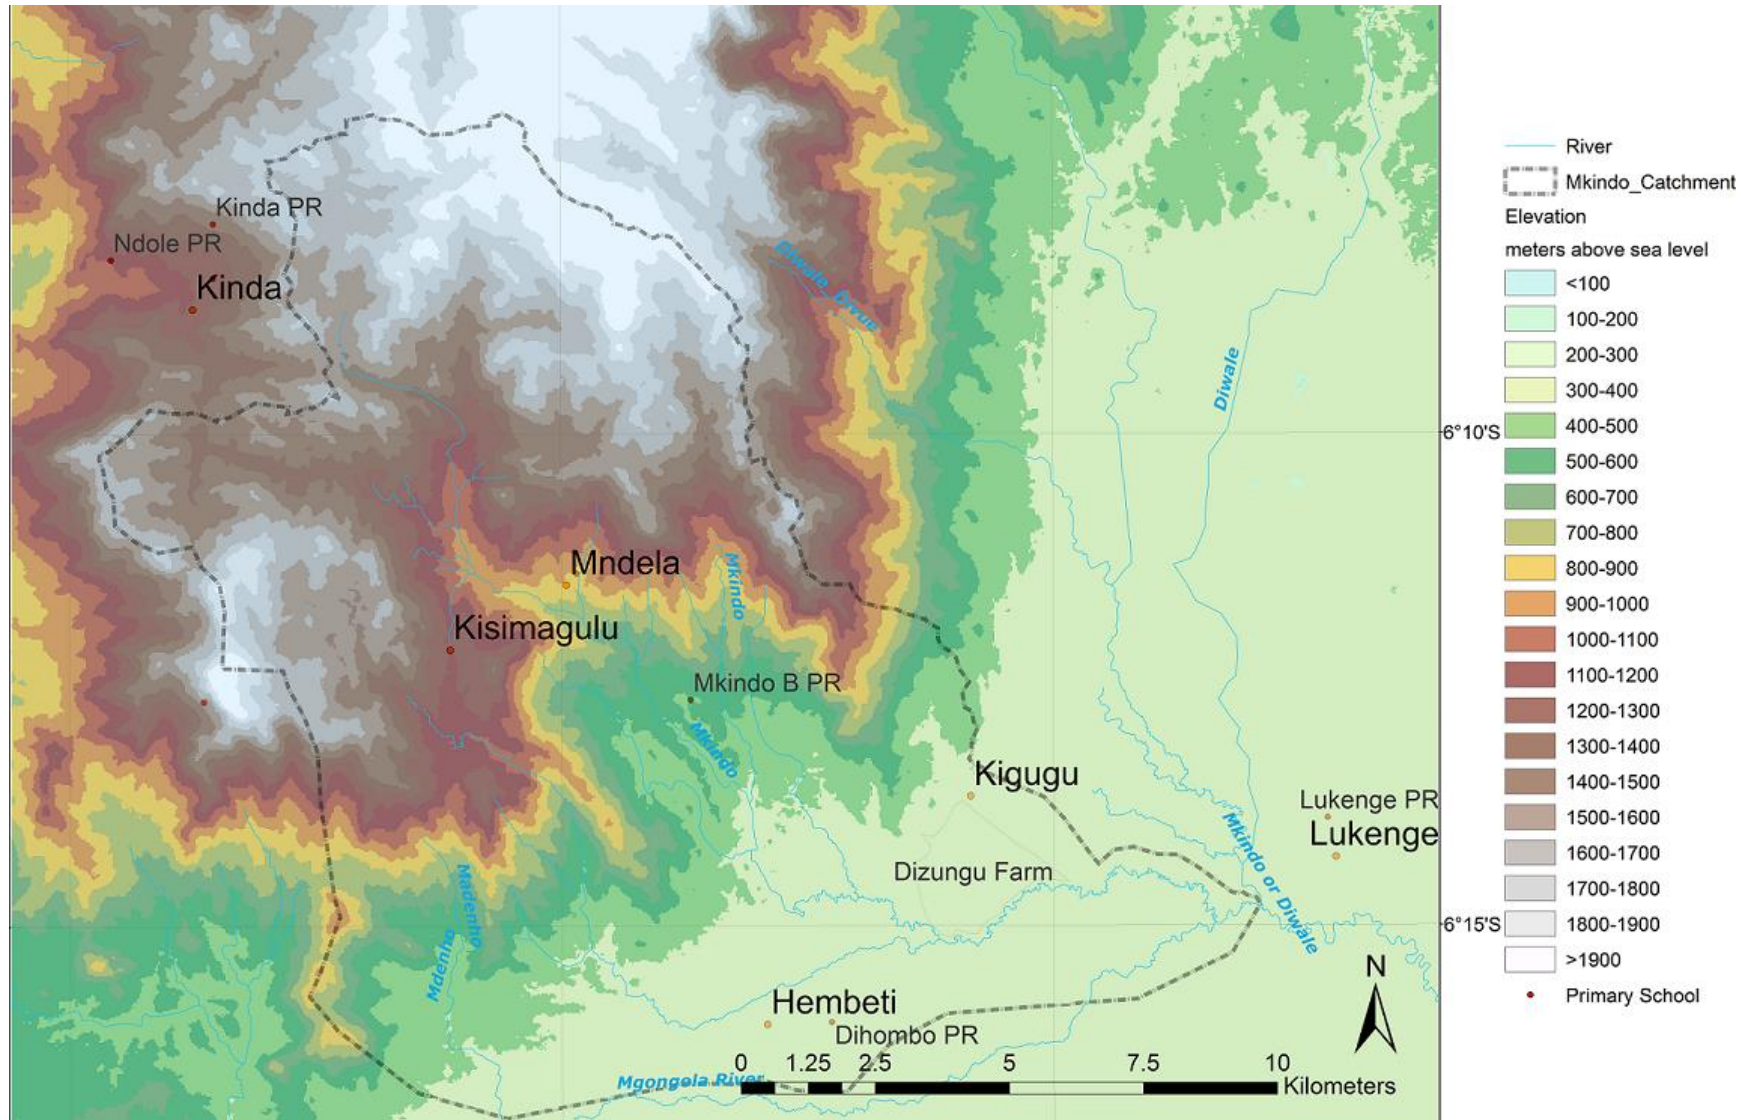 Kinda PR
Ndole PR
Kinda
Diwale_Divue
Diwale
6°10'S
Mndela
Mkindo
Kisimagulu
Mkindo B PR
Mkindo
Kigugu
Lukenge PR
Lukenge
Mkindo or Diwale
Dizungu Farm
Madenho
Mdenho
6°15'S
Hembeti
Dihombo PR
Mgongola River
N
0 1.25 2.5 5 7.5 10
Kilometers
River
Mkindo_Catchment
Elevation
meters above sea level
<100
100-200
200-300
300-400
400-500
500-600
600-700
700-800
800-900
900-1000
1000-1100
1100-1200
1200-1300
1300-1400
1400-1500
1500-1600
1600-1700
1700-1800
1800-1900
>1900
Primary School